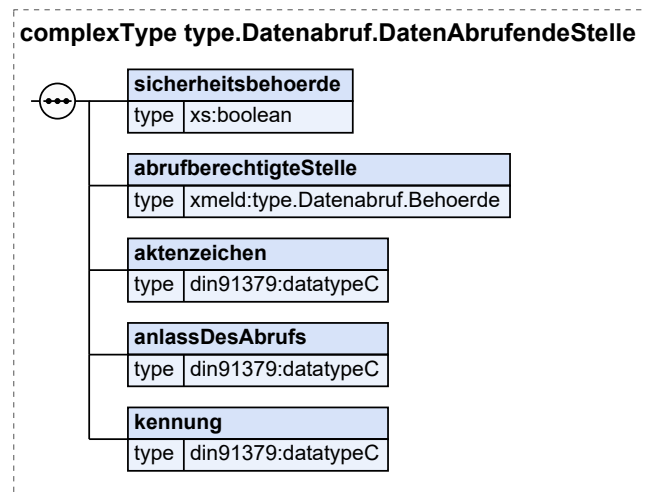 complexType type.Datenabruf.DatenAbrufendeStelle
sicherheitsbehoerde
type xs:boolean
abrufberechtigteStelle
type xmeld:type.Datenabruf.Behoerde
aktenzeichen
type din91379:datatypeC
anlassDesAbrufs
type din91379:datatypeC
kennung
type din91379:datatypeC